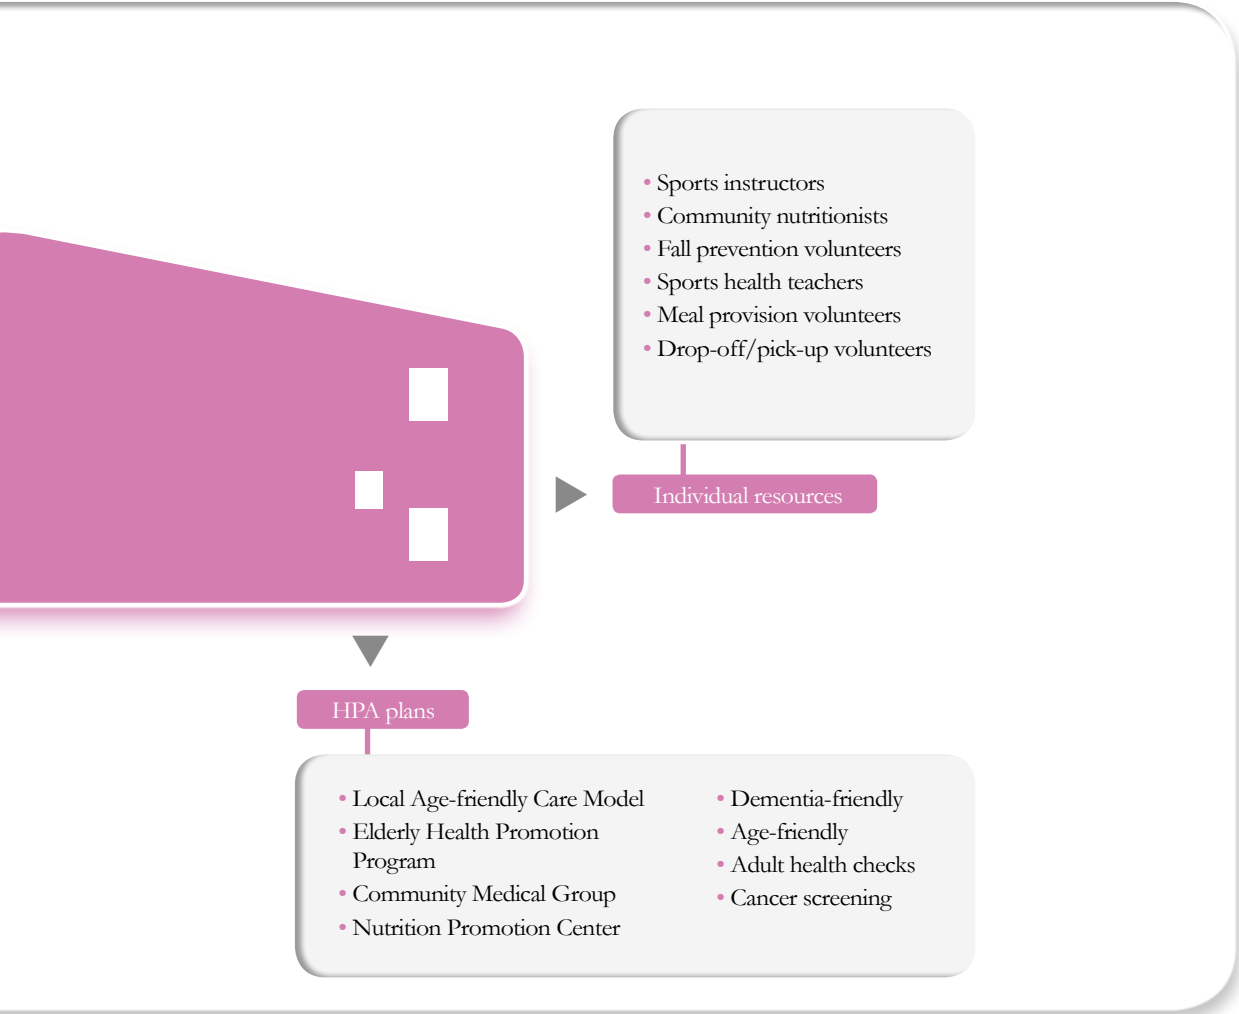 • Sports instructors
• Community nutritionists
• Fall prevention volunteers
• Sports health teachers
• Meal provision volunteers
• Drop-off/pick-up volunteers
Individual resources
HPA plans
• Local Age-friendly Care Model
• Elderly Health Promotion
Program
• Community Medical Group
• Nutrition Promotion Center
• Dementia-friendly
• Age-friendly
• Adult health checks
• Cancer screening